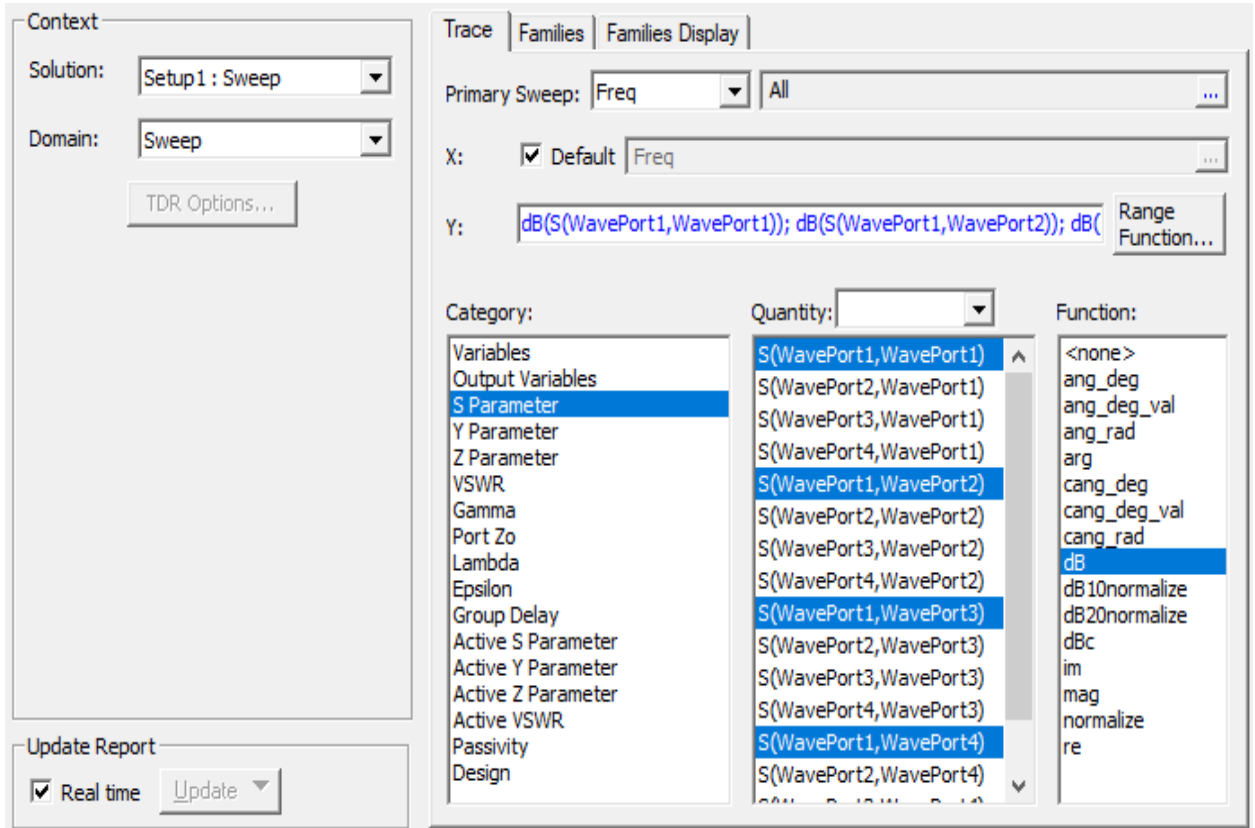 Context
Solution:
Setup1 : Sweep
Domain:
Sweep
TDR Options...
Update Report
Real time
Update
Trace
Families
Families Display
Primary Sweep:
Freq
All
...
X:
Default
Freq
...
Y:
dB(S(WavePort1,WavePort1)); dB(S(WavePort1,WavePort2)); dB(
Range
Function...
Category:
Variables
Output Variables
S Parameter
Y Parameter
Z Parameter
VSWR
Gamma
Port Zo
Lambda
Epsilon
Group Delay
Active S Parameter
Active Y Parameter
Active Z Parameter
Active VSWR
Passivity
Design
Quantity:
S(WavePort1,WavePort1)
S(WavePort2,WavePort1)
S(WavePort3,WavePort1)
S(WavePort4,WavePort1)
S(WavePort1,WavePort2)
S(WavePort2,WavePort2)
S(WavePort3,WavePort2)
S(WavePort4,WavePort2)
S(WavePort1,WavePort3)
S(WavePort2,WavePort3)
S(WavePort3,WavePort3)
S(WavePort4,WavePort3)
S(WavePort1,WavePort4)
S(WavePort2,WavePort4)
Function:
<none>
ang_deg
ang_deg_val
ang_rad
arg
cang_deg
cang_deg_val
cang_rad
dB
dB10normalize
dB20normalize
dBc
im
mag
normalize
re